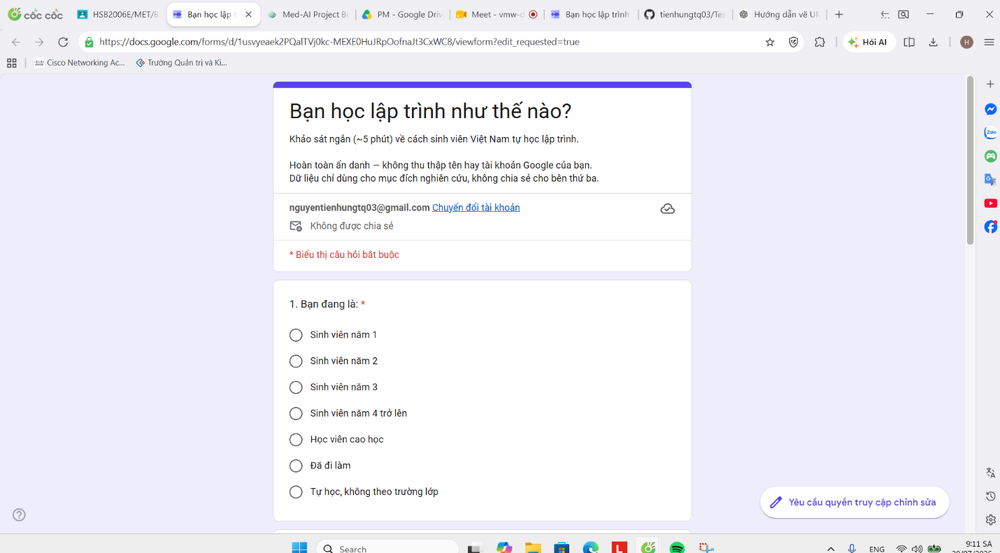 cốc cốc
HSB2006E/MET/B
Bạn học lập t
Med-AI Project Bo
PM - Google Driv
Meet - vmw-d
Bạn học lập trình
tienhungtq03/Tes
Hướng dẫn vẽ UM
https://docs.google.com/forms/d/1usvyeaek2PQalTVj0kc-MEXE0HuJRpOofnaJt3CxWC8/viewform?edit_requested=true
Hỏi AI
H
Cisco Networking Ac...
Trường Quản trị và Ki...
Bạn học lập trình như thế nào?
Khảo sát ngắn (~5 phút) về cách sinh viên Việt Nam tự học lập trình.
Hoàn toàn ẩn danh — không thu thập tên hay tài khoản Google của bạn.
Dữ liệu chỉ dùng cho mục đích nghiên cứu, không chia sẻ cho bên thứ ba.
nguyentienhungtq03@gmail.com Chuyển đổi tài khoản
Không được chia sẻ
* Biểu thị câu hỏi bắt buộc
1. Bạn đang là: *
Sinh viên năm 1
Sinh viên năm 2
Sinh viên năm 3
Sinh viên năm 4 trở lên
Học viên cao học
Đã đi làm
Tự học, không theo trường lớp
Yêu cầu quyền truy cập chỉnh sửa
Zalo
Search
ENG
9:11 SA